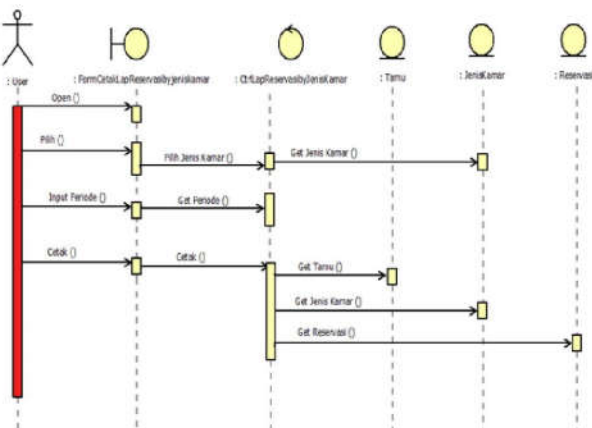 : User
: FormCetakLapReservasibyjeniskamar
: CtrlLapReservasibyJenisKamar
: Tamu
: JenisKamar
: Reservasi
Open ()
Pilih ()
Pilih Jenis Kamar ()
Get Jenis Kamar ()
Input Periode ()
Get Periode ()
Cetak ()
Cetak ()
Get Tamu ()
Get Jenis Kamar ()
Get Reservasi ()